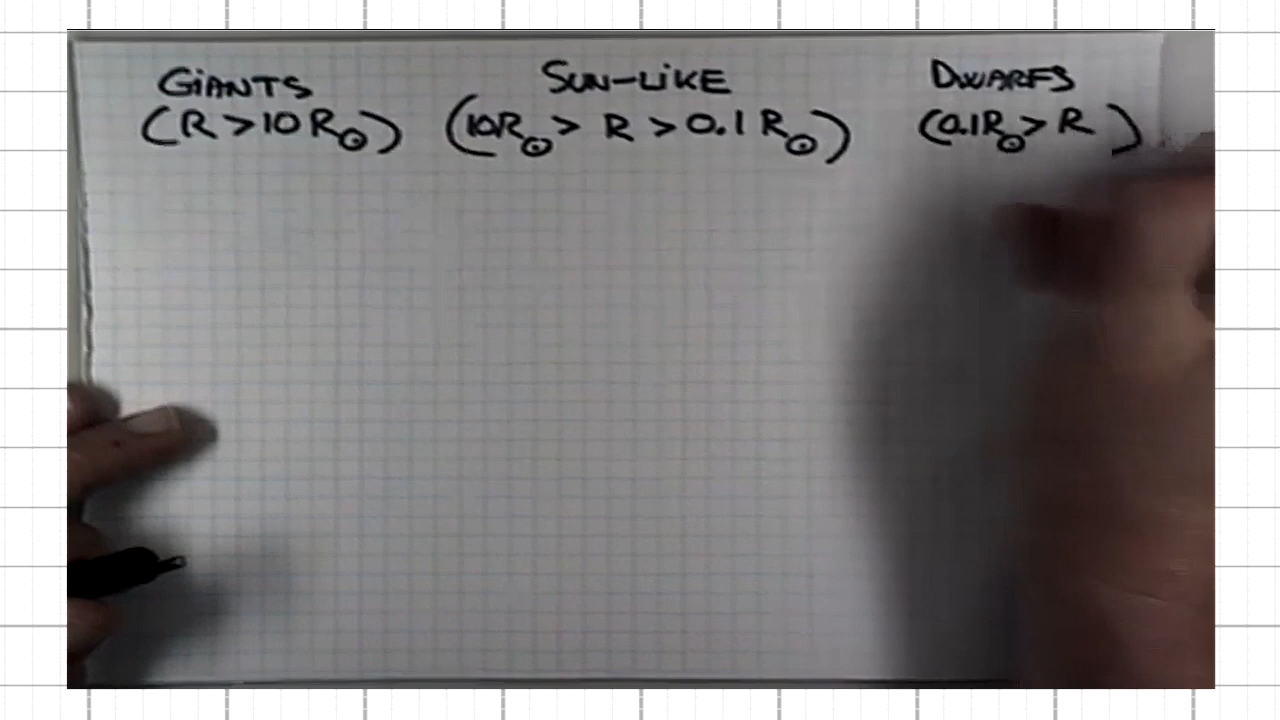 GiANTS SUN-LiKE DWARFS
(R > 10 R☉) (10R☉ > R > 0.1 R☉) (0.1R☉ > R )